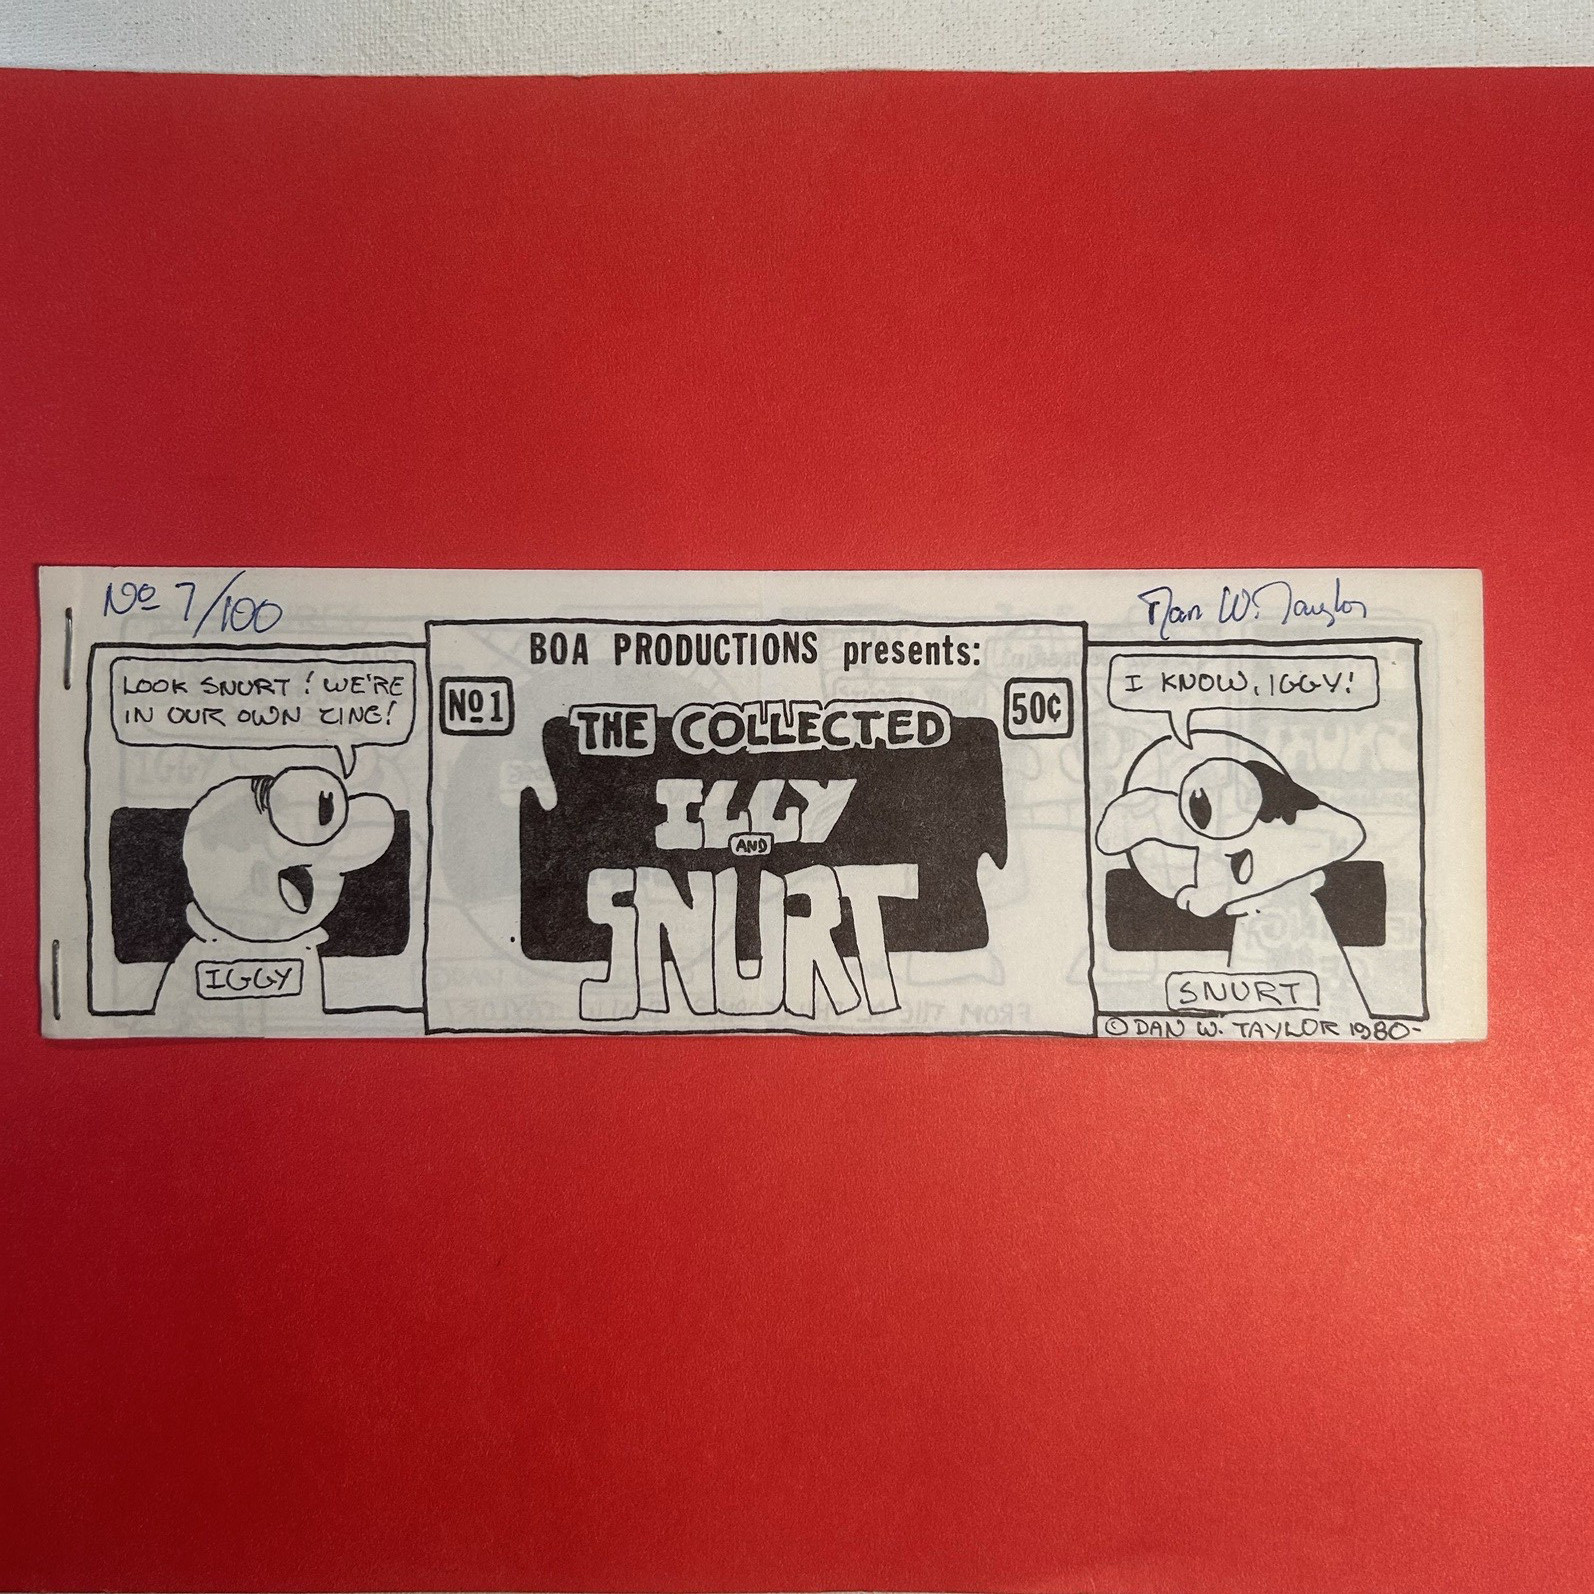 Nº 7/100
Dan W. Taylor
LOOK SNURT! WE'RE
IN OUR OWN ZINE!
IGGY
BOA PRODUCTIONS presents:
Nº1
50¢
THE COLLECTED
ILLY
AND
SNURT
I KNOW, IGGY!
SNURT
© DAN W. TAYLOR 1980-